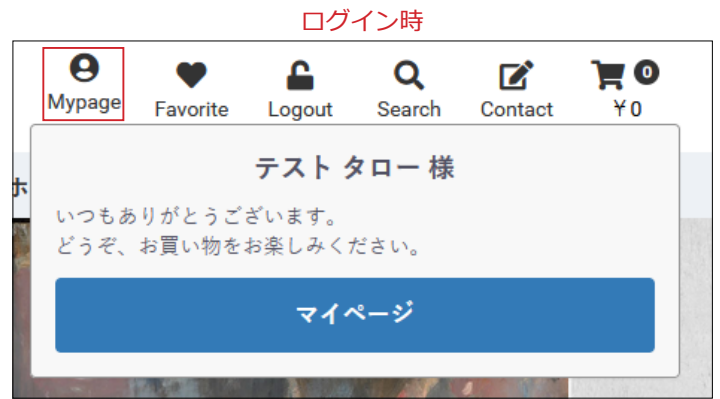 ログイン時
Mypage Favorite Logout Search Contact 0
¥0
ホ
テスト タロー 様
いつもありがとうございます。
どうぞ、お買い物をお楽しみください。
マイページ